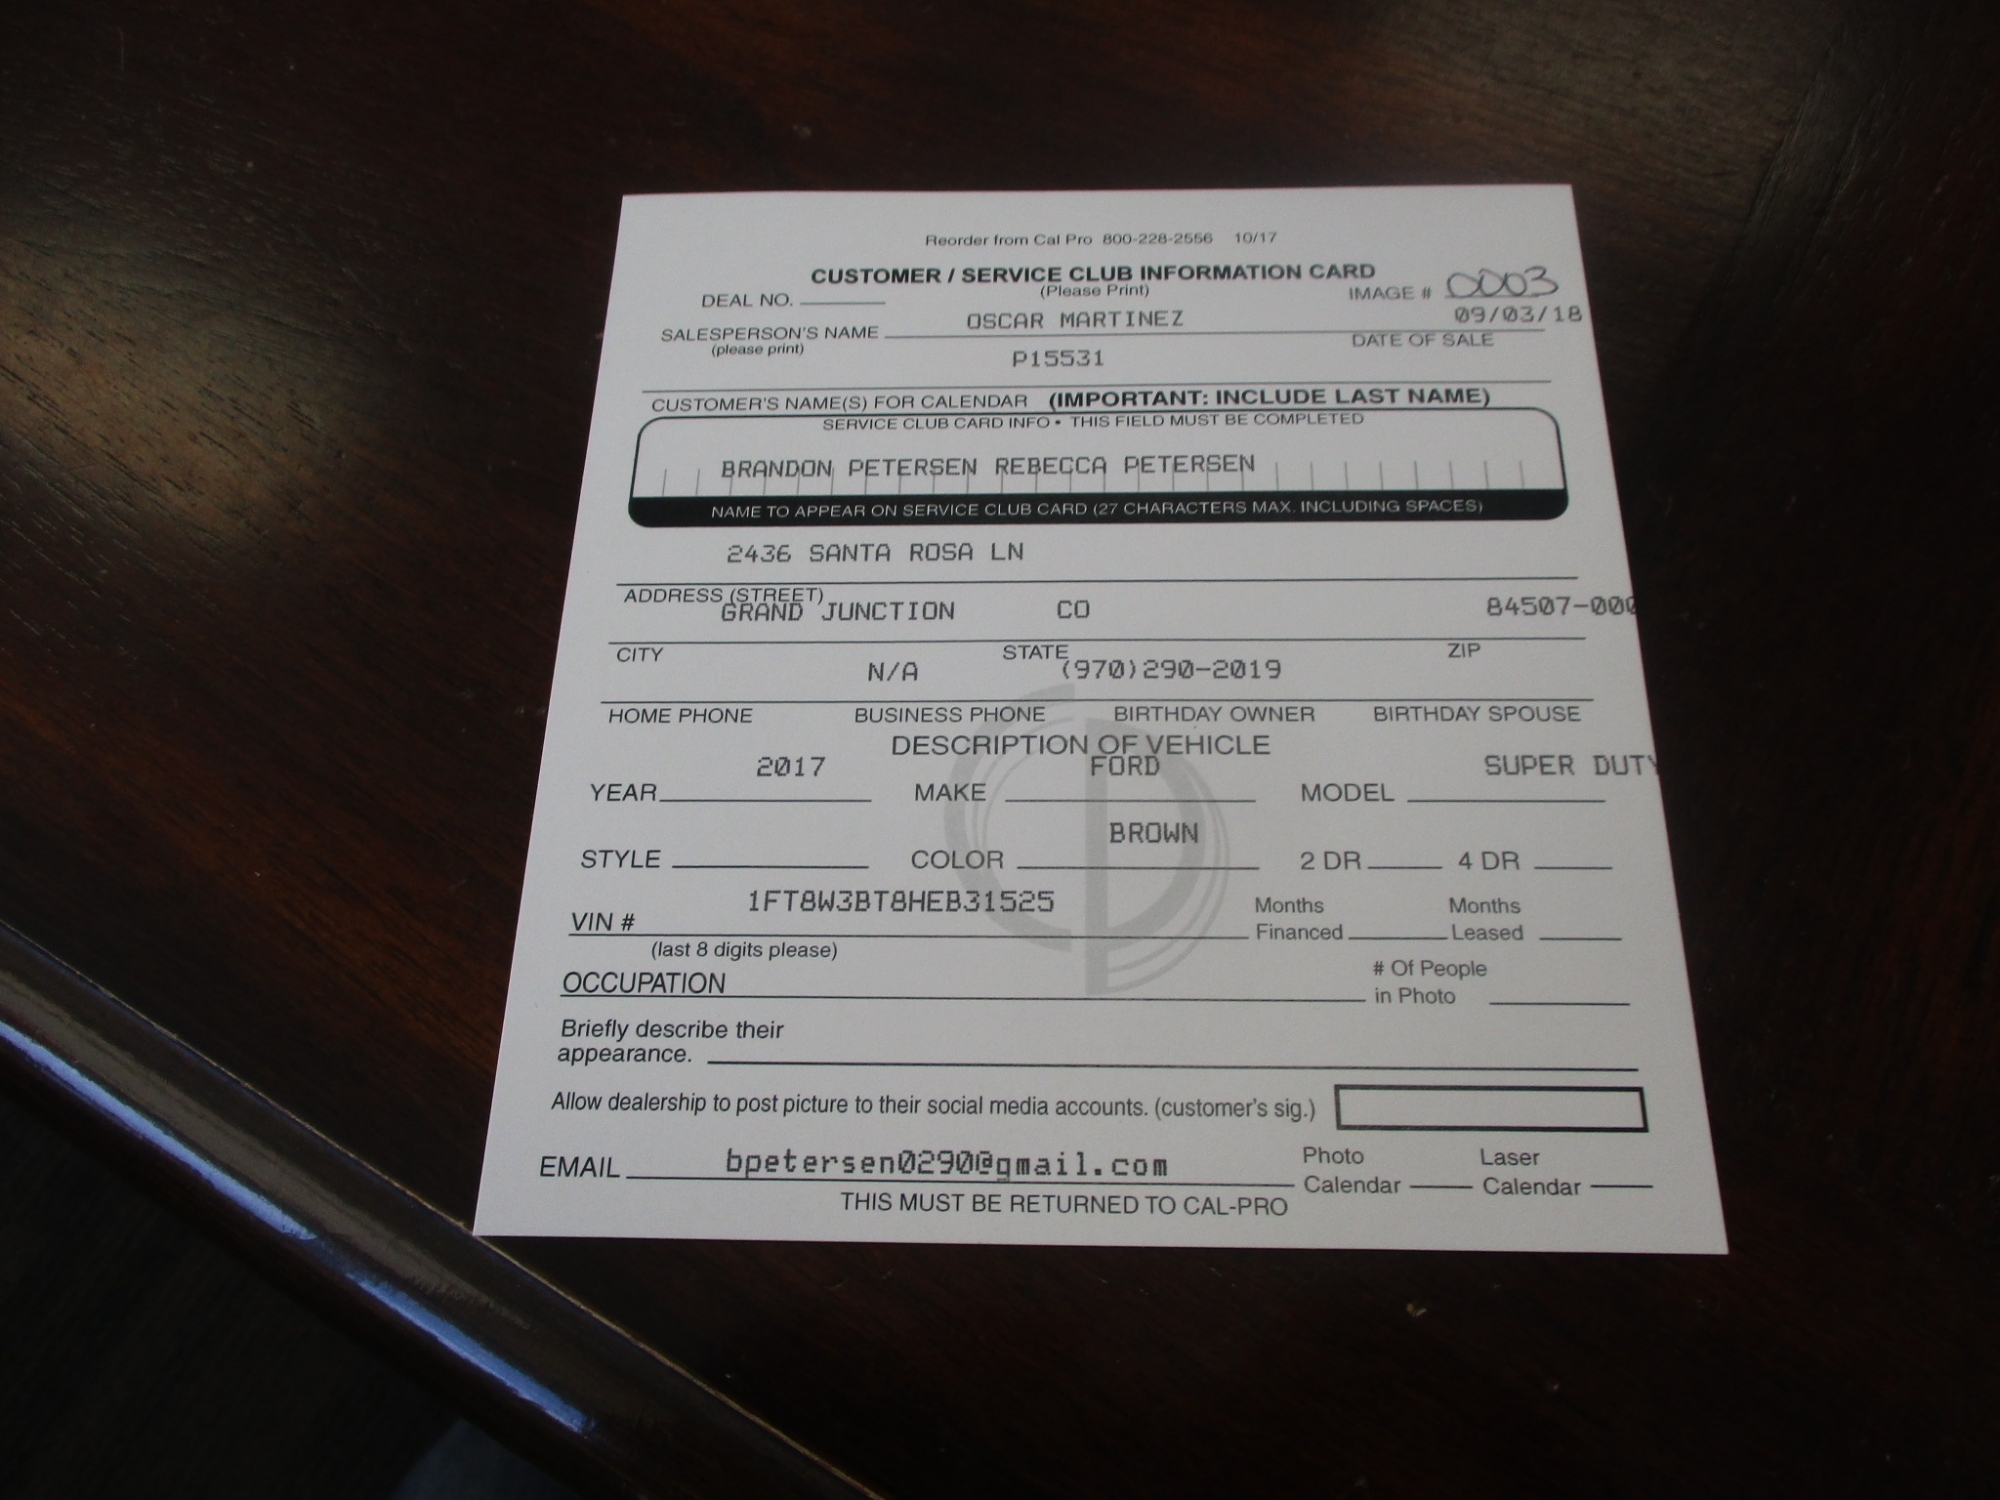 Reorder from Cal Pro 800-228-2556 10/17
CUSTOMER / SERVICE CLUB INFORMATION CARD
(Please Print)
DEAL NO.
IMAGE # 0003
OSCAR MARTINEZ 09/03/18
SALESPERSON'S NAME DATE OF SALE
(please print)
P15531
CUSTOMER'S NAME(S) FOR CALENDAR (IMPORTANT: INCLUDE LAST NAME)
SERVICE CLUB CARD INFO • THIS FIELD MUST BE COMPLETED
BRANDON PETERSEN REBECCA PETERSEN
NAME TO APPEAR ON SERVICE CLUB CARD (27 CHARACTERS MAX. INCLUDING SPACES)
2436 SANTA ROSA LN
ADDRESS (STREET)
GRAND JUNCTION CO 84507-000
CITY STATE ZIP
N/A (970)290-2019
HOME PHONE BUSINESS PHONE BIRTHDAY OWNER BIRTHDAY SPOUSE
DESCRIPTION OF VEHICLE
2017 FORD SUPER DUTY
YEAR MAKE MODEL
BROWN
STYLE COLOR 2 DR 4 DR
1FT8W3BT8HEB31525
VIN # Months Financed Months Leased
(last 8 digits please)
OCCUPATION # Of People in Photo
Briefly describe their
appearance.
Allow dealership to post picture to their social media accounts. (customer's sig.)
EMAIL bpetersen0290@gmail.com Photo Calendar Laser Calendar
THIS MUST BE RETURNED TO CAL-PRO